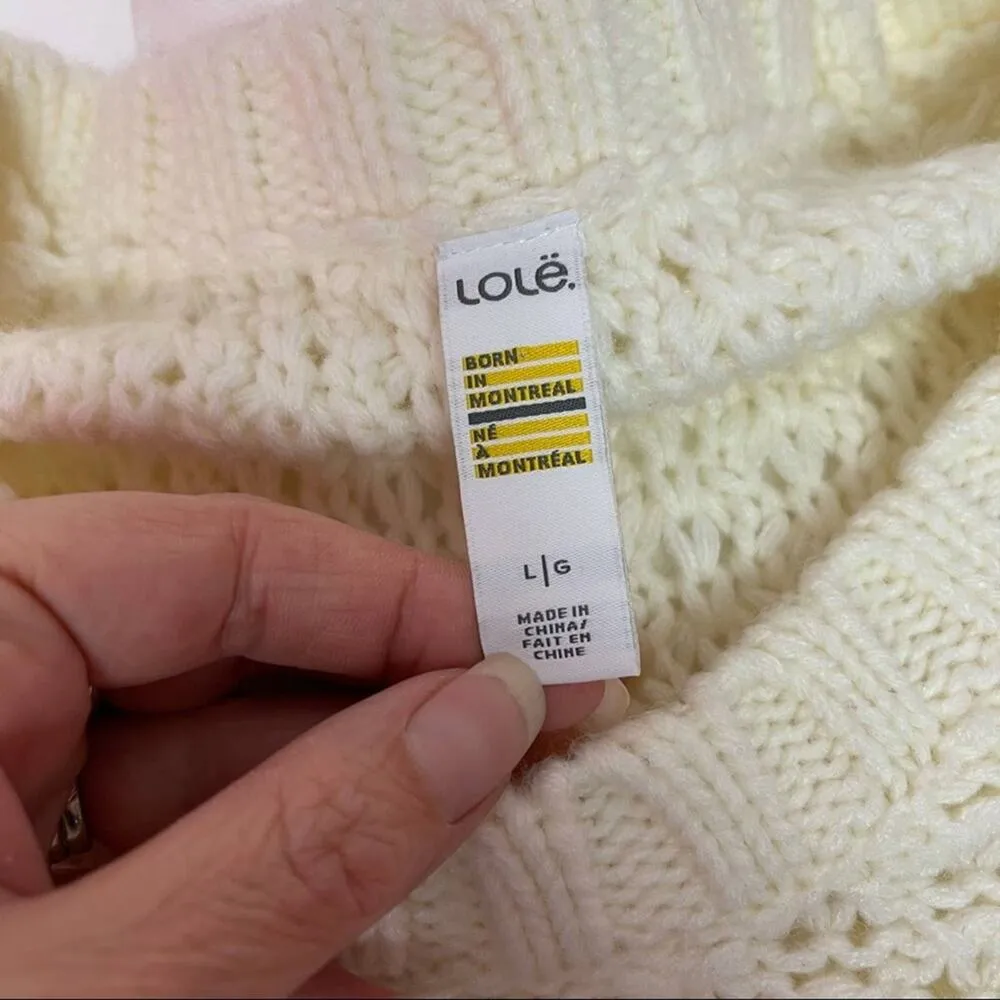 LOLË
BORN
IN
MONTREAL
NÉ
À
MONTRÉAL
L|G
MADE IN
CHINA/
FAIT EN
CHINE